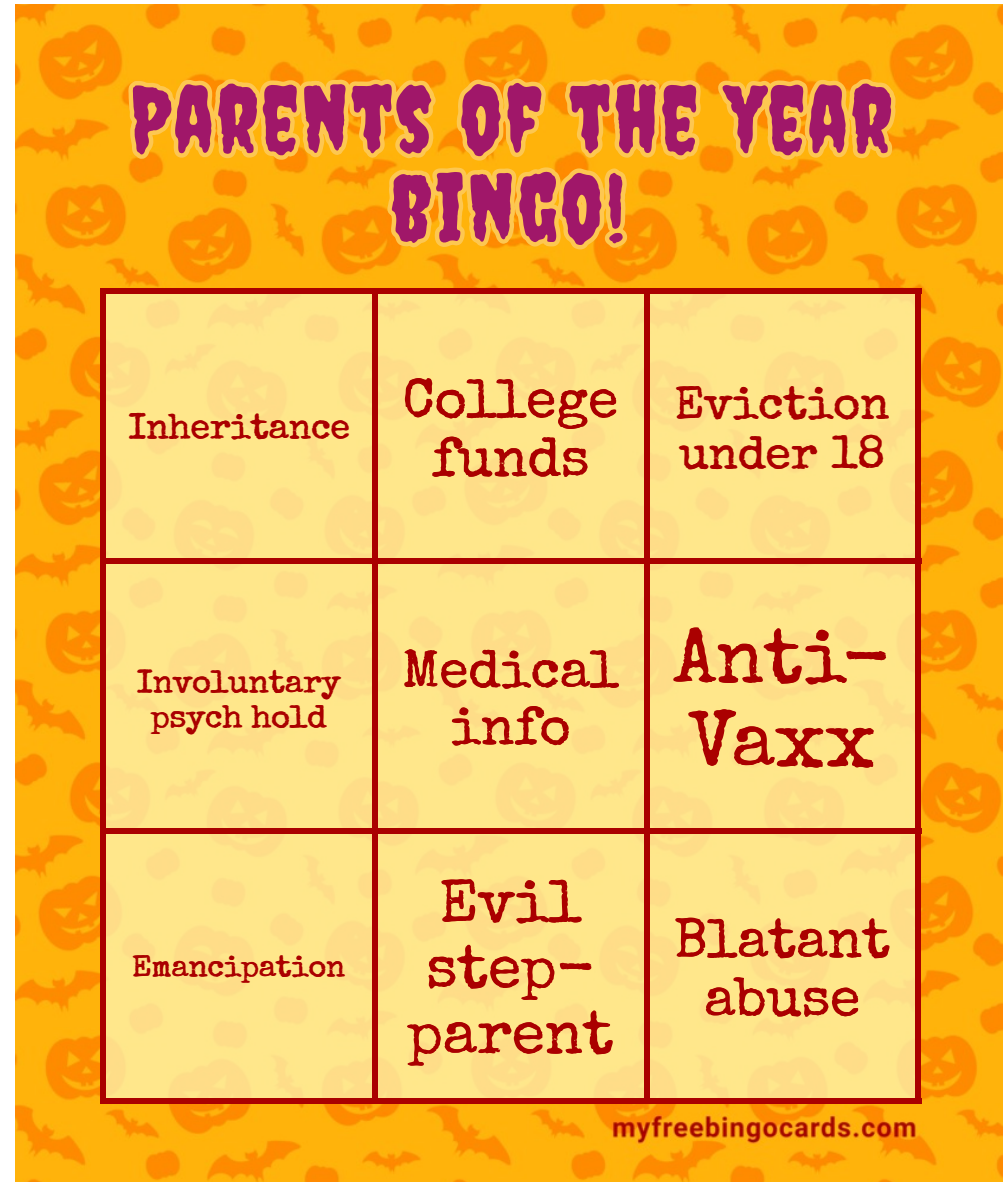 PARENTS OF THE YEAR
BINGO!
Inheritance
College
funds
Eviction
under 18
Involuntary
psych hold
Medical
info
Anti-
Vaxx
Emancipation
Evil
step-
parent
Blatant
abuse
myfreebingocards.com